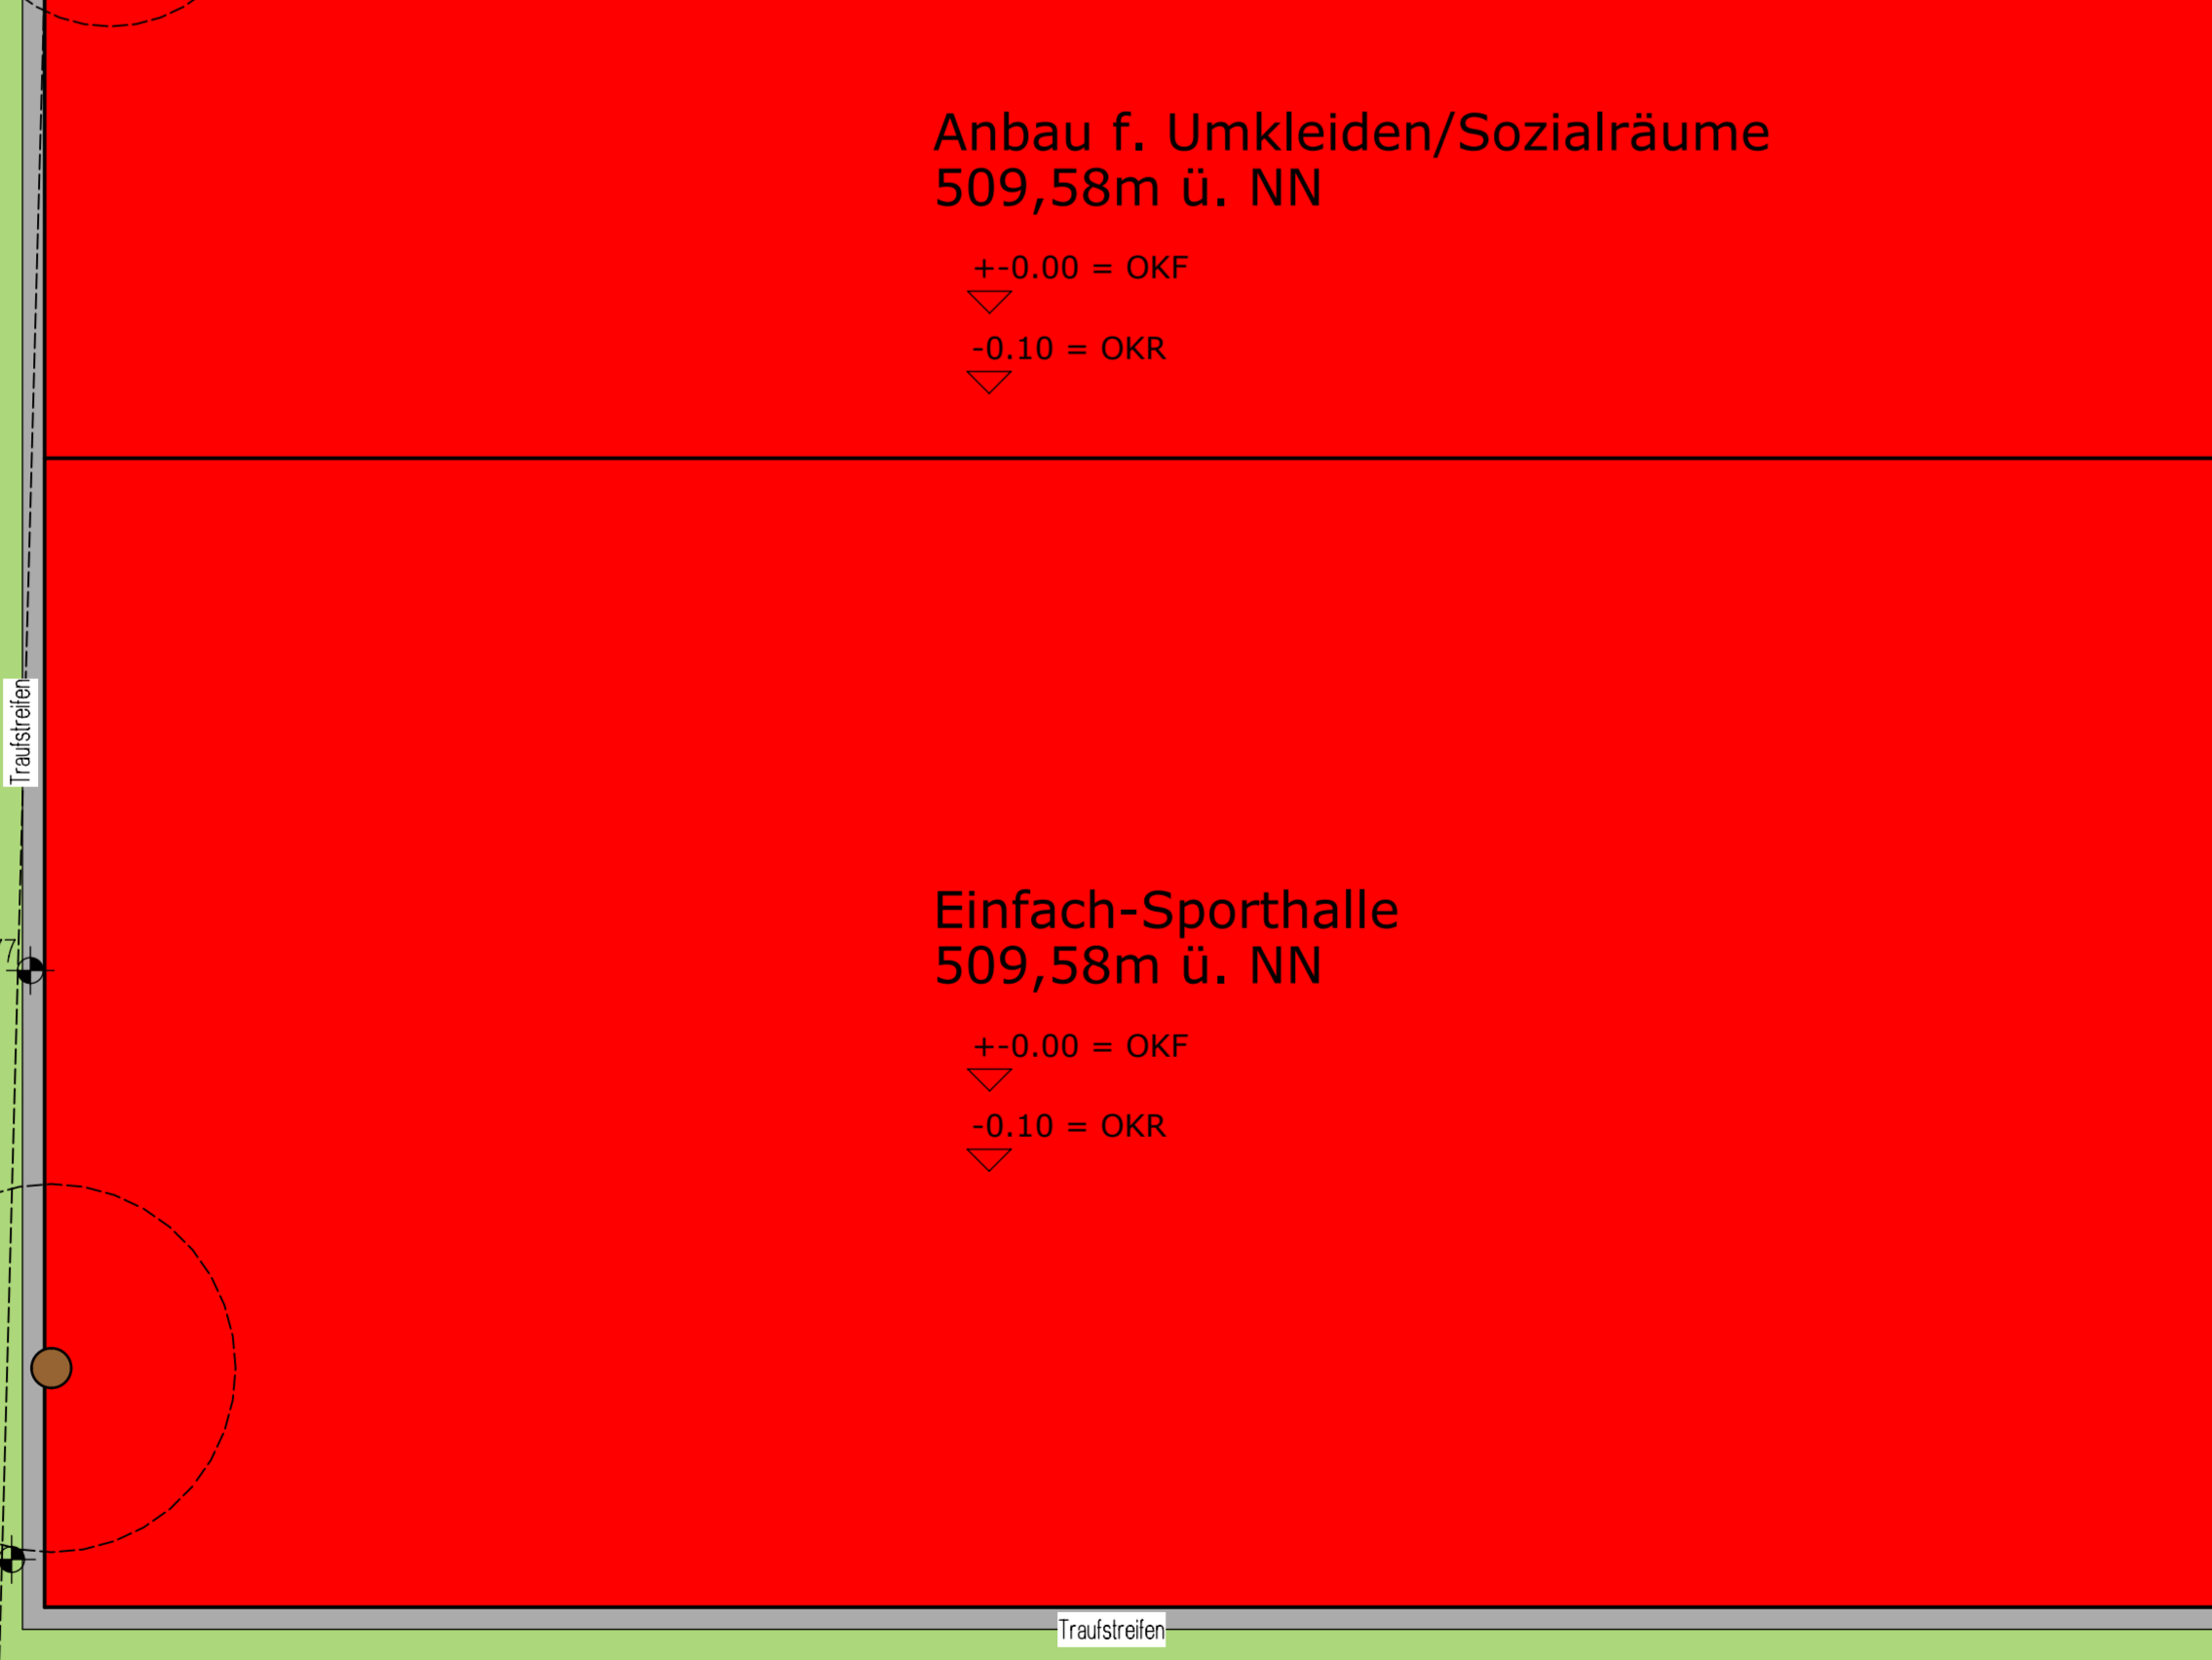 Anbau f. Umkleiden/Sozialräume
509,58m ü. NN
+-0.00 = OKF
-0.10 = OKR
Traufstreifen
Einfach-Sporthalle
509,58m ü. NN
+-0.00 = OKF
-0.10 = OKR
Traufstreifen